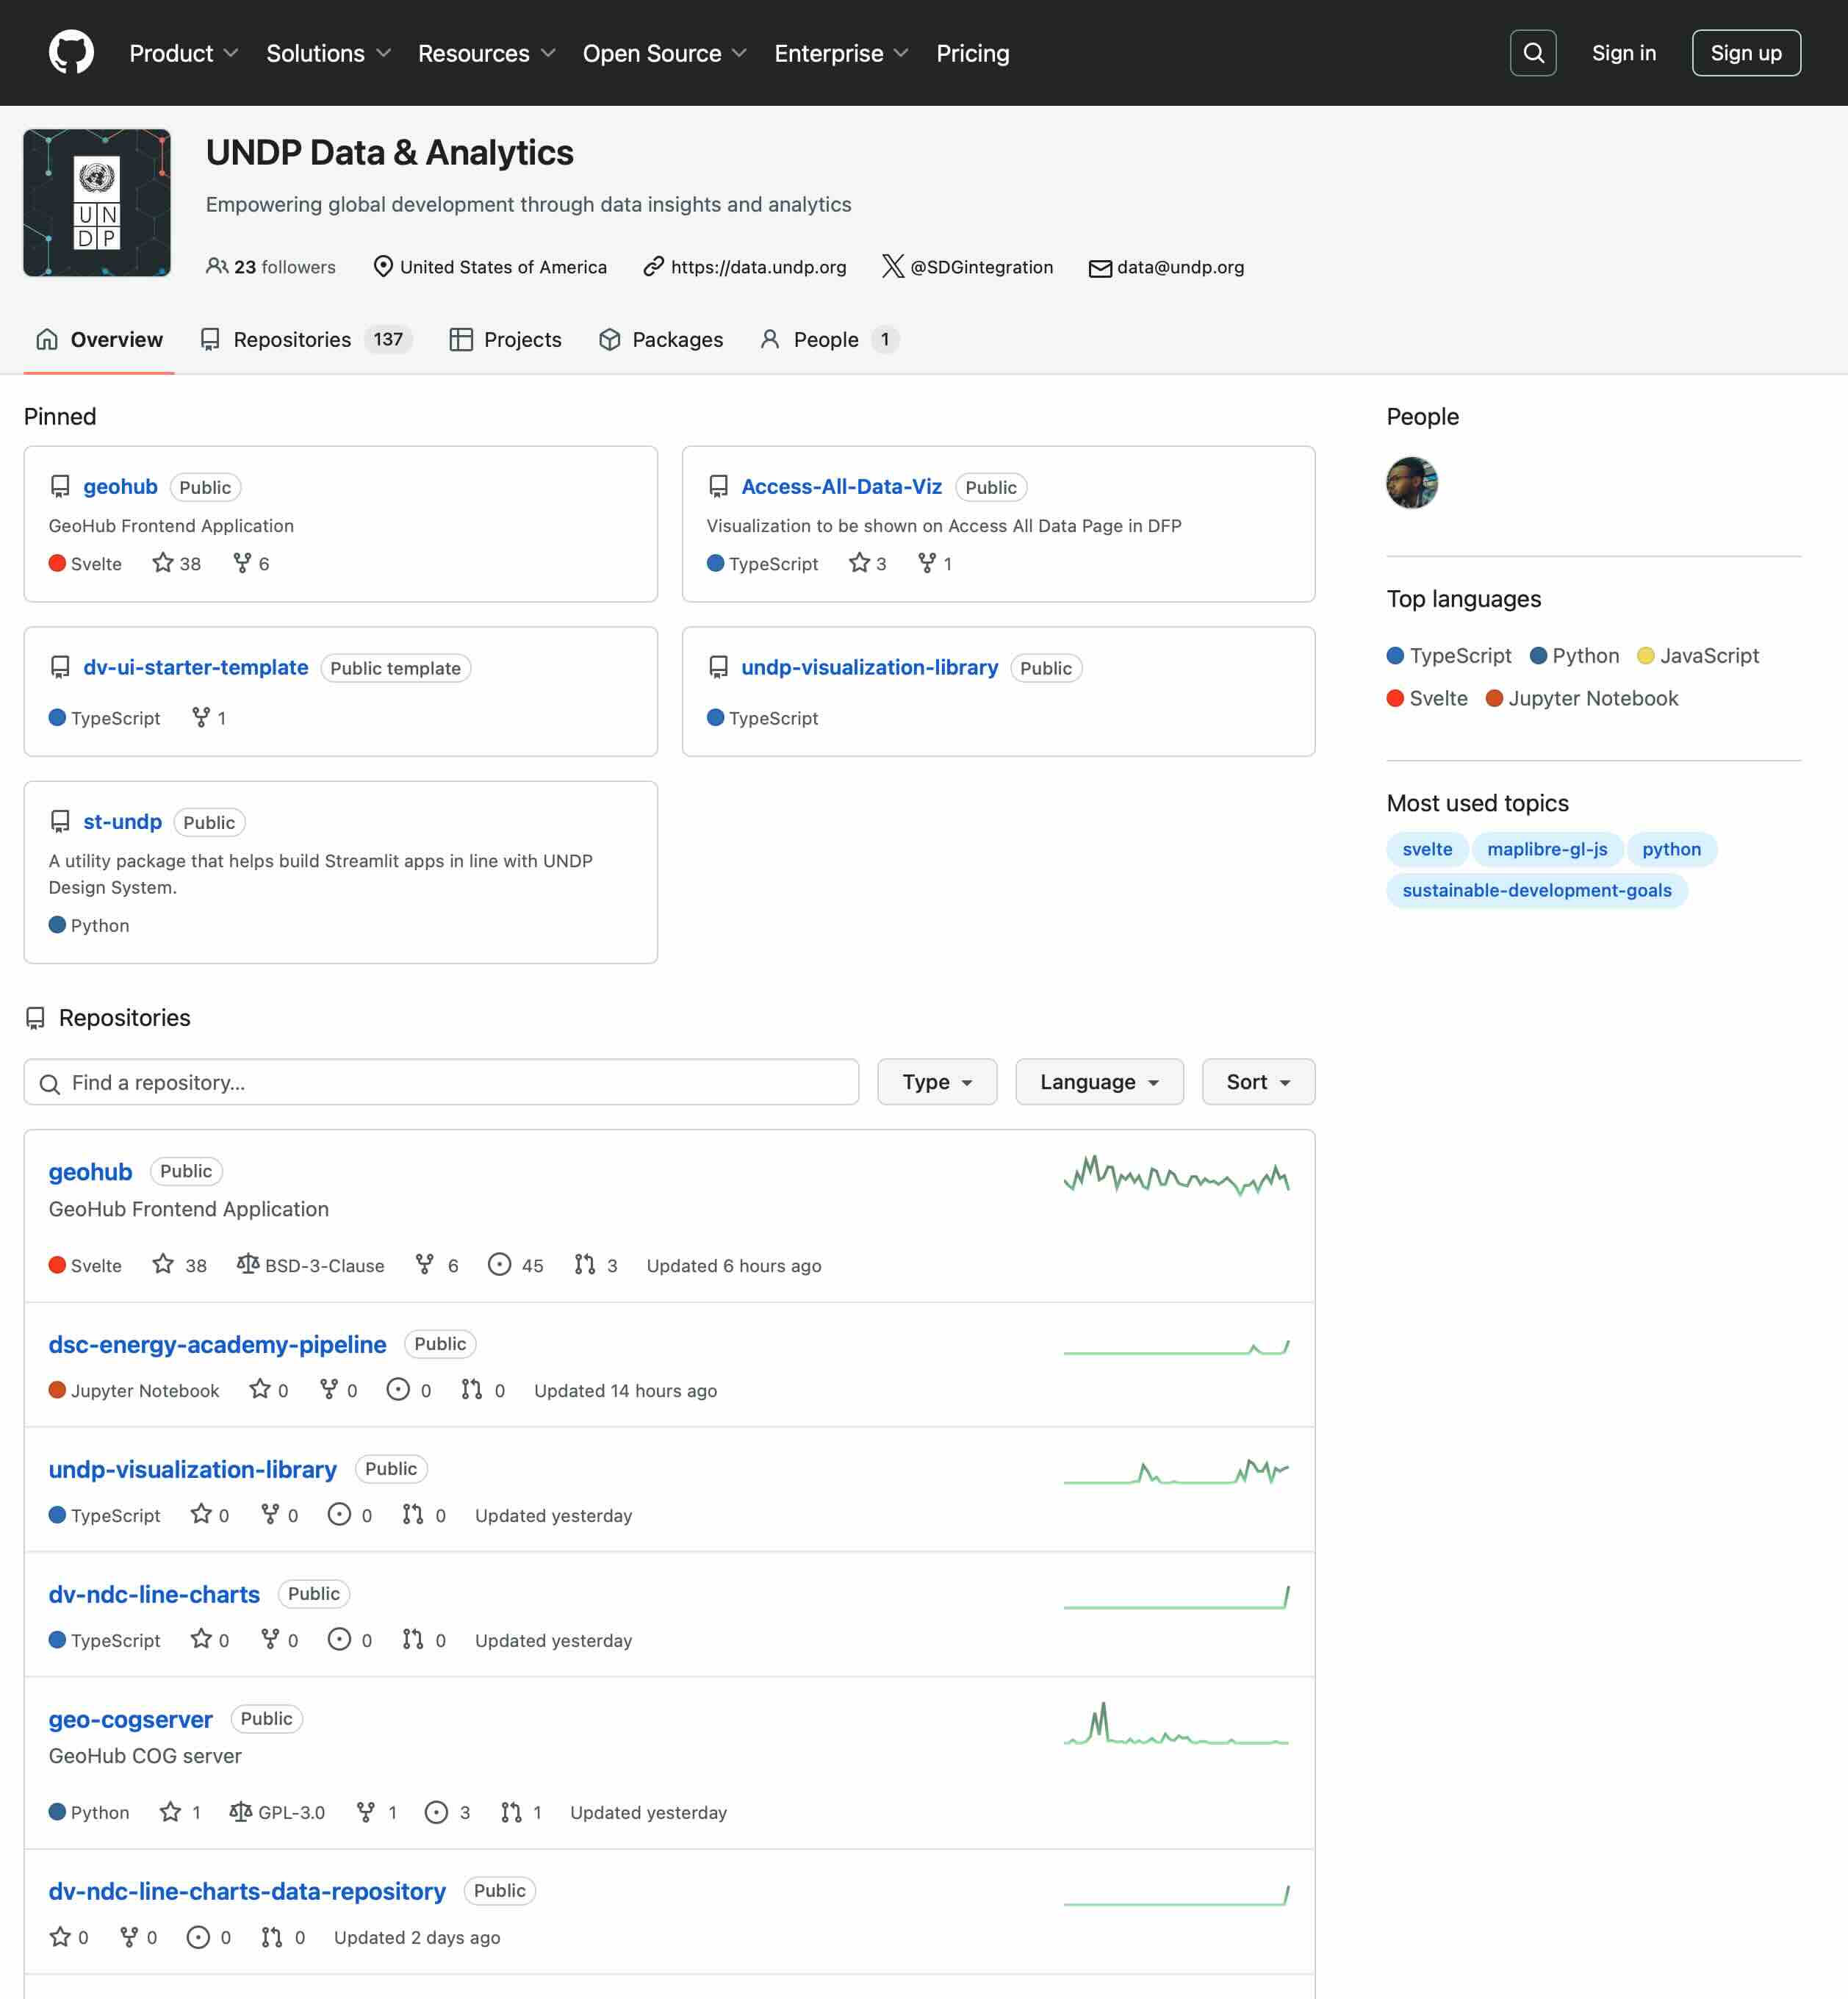 Product Solutions Resources Open Source Enterprise Pricing Sign in Sign up
UN
DP
UNDP Data & Analytics
Empowering global development through data insights and analytics
23 followers United States of America https://data.undp.org @SDGintegration data@undp.org
Overview Repositories 137 Projects Packages People 1
Pinned
geohub Public
GeoHub Frontend Application
Svelte 38 6
Access-All-Data-Viz Public
Visualization to be shown on Access All Data Page in DFP
TypeScript 3 1
dv-ui-starter-template Public template
TypeScript 1
undp-visualization-library Public
TypeScript
st-undp Public
A utility package that helps build Streamlit apps in line with UNDP
Design System.
Python
People
Top languages
TypeScript Python JavaScript
Svelte Jupyter Notebook
Most used topics
svelte maplibre-gl-js python
sustainable-development-goals
Repositories
Find a repository... Type Language Sort
geohub Public
GeoHub Frontend Application
Svelte 38 BSD-3-Clause 6 45 3 Updated 6 hours ago
dsc-energy-academy-pipeline Public
Jupyter Notebook 0 0 0 0 Updated 14 hours ago
undp-visualization-library Public
TypeScript 0 0 0 0 Updated yesterday
dv-ndc-line-charts Public
TypeScript 0 0 0 0 Updated yesterday
geo-cogserver Public
GeoHub COG server
Python 1 GPL-3.0 1 3 1 Updated yesterday
dv-ndc-line-charts-data-repository Public
0 0 0 0 Updated 2 days ago